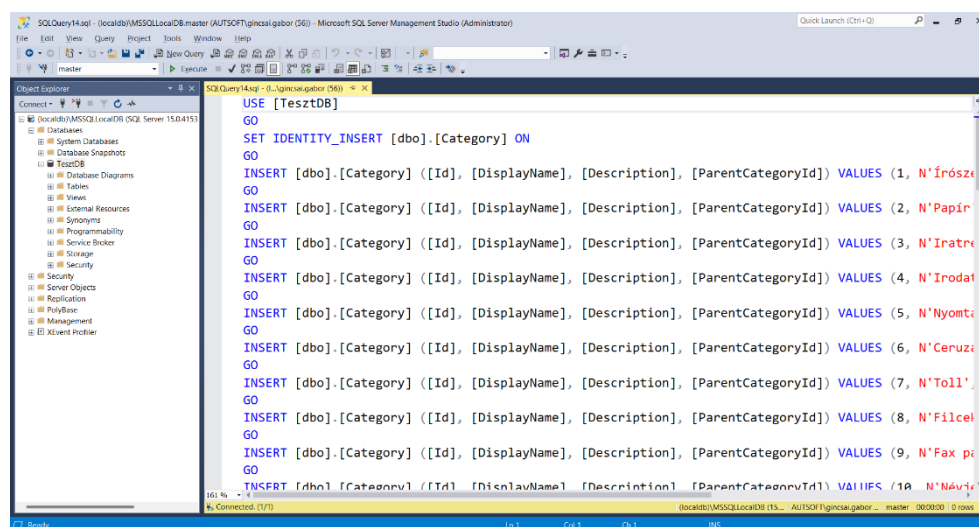 SQLQuery14.sql - (localdb)\MSSQLLocalDB.master (AUTSOFT\gincsai.gabor (56)) - Microsoft SQL Server Management Studio (Administrator)
Quick Launch (Ctrl+Q)
File Edit View Query Project Tools Window Help
New Query
master Execute
Object Explorer
SQLQuery14.sql - (l...\gincsai.gabor (56))
Connect
(localdb)\MSSQLLocalDB (SQL Server 15.0.4153
Databases
System Databases
Database Snapshots
TesztDB
Database Diagrams
Tables
Views
External Resources
Synonyms
Programmability
Service Broker
Storage
Security
Security
Server Objects
Replication
PolyBase
Management
XEvent Profiler
USE [TesztDB]
GO
SET IDENTITY_INSERT [dbo].[Category] ON
GO
INSERT [dbo].[Category] ([Id], [DisplayName], [Description], [ParentCategoryId]) VALUES (1, N'Írósze
GO
INSERT [dbo].[Category] ([Id], [DisplayName], [Description], [ParentCategoryId]) VALUES (2, N'Papír
GO
INSERT [dbo].[Category] ([Id], [DisplayName], [Description], [ParentCategoryId]) VALUES (3, N'Iratre
GO
INSERT [dbo].[Category] ([Id], [DisplayName], [Description], [ParentCategoryId]) VALUES (4, N'Irodat
GO
INSERT [dbo].[Category] ([Id], [DisplayName], [Description], [ParentCategoryId]) VALUES (5, N'Nyomta
GO
INSERT [dbo].[Category] ([Id], [DisplayName], [Description], [ParentCategoryId]) VALUES (6, N'Ceruza
GO
INSERT [dbo].[Category] ([Id], [DisplayName], [Description], [ParentCategoryId]) VALUES (7, N'Toll',
GO
INSERT [dbo].[Category] ([Id], [DisplayName], [Description], [ParentCategoryId]) VALUES (8, N'Filcek
GO
INSERT [dbo].[Category] ([Id], [DisplayName], [Description], [ParentCategoryId]) VALUES (9, N'Fax pa
GO
INSERT [dbo].[Category] ([Id], [DisplayName], [Description], [ParentCategoryId]) VALUES (10, N'Névje
161 %
Connected. (1/1) (localdb)\MSSQLLocalDB (15... AUTSOFT\gincsai.gabor ... master 00:00:00 0 rows
Ready Ln 1 Col 1 Ch 1 INS